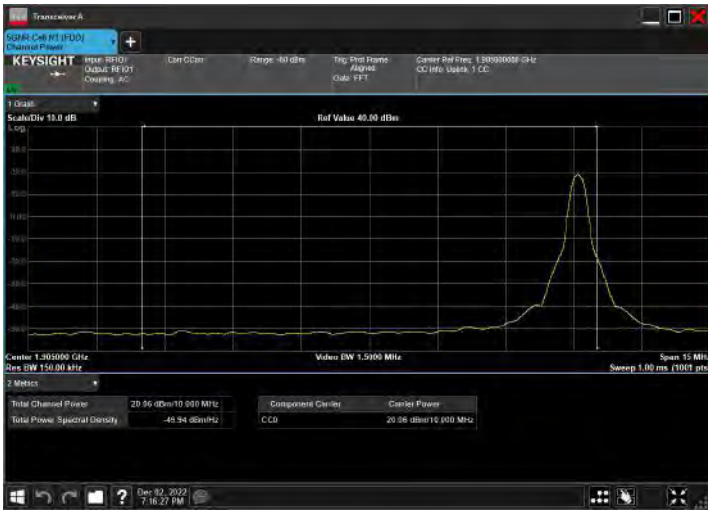 Transceiver A
5GNR Cell NT (FDD)
Channel Power
KEYSIGHT
Input: RFIO1
Output: RFIO1
Coupling: AC
Corr CCorr
Range: -60 dBm
Trig: Phst Frame
Aligned
Gate: FFT
Carrier Ref Freq: 1.905000000 GHz
CC Info: Uplink, 1 CC
1 Graph
Scale/Div 10.0 dB
Ref Value 40.00 dBm
Log
Center 1.905000 GHz
Video BW 1.5000 MHz
Span 15 MHz
Res BW 150.00 kHz
Sweep 1.00 ms (1001 pts
2 Metrics
Total Channel Power
20.06 dBm/10.000 MHz
Total Power Spectral Density
-49.94 dBm/Hz
Component Carrier
Carrier Power
CC0
20.06 dBm/10.000 MHz
Dec 02, 2022
7:16:27 PM